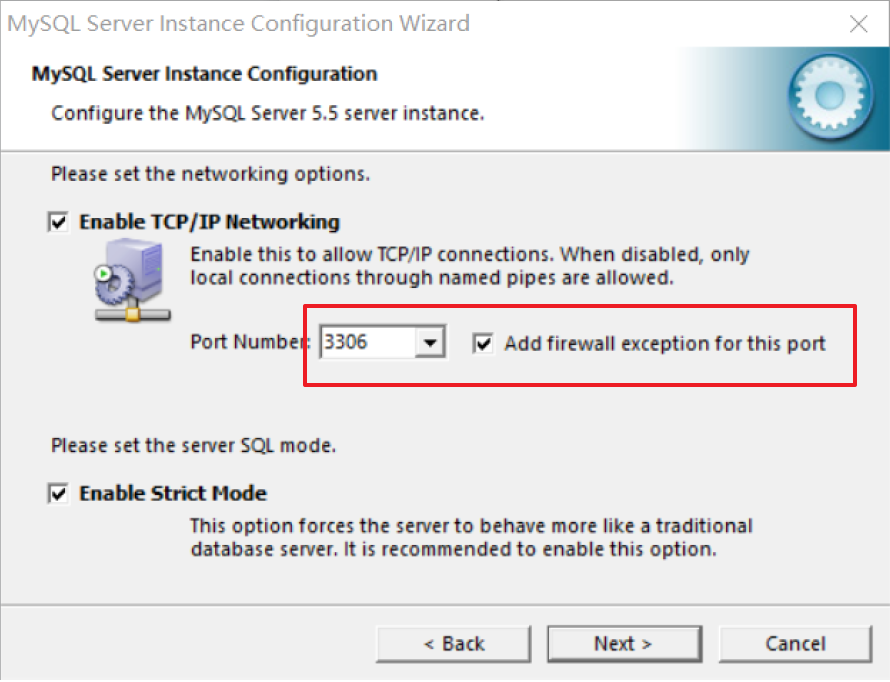 MySQL Server Instance Configuration Wizard
MySQL Server Instance Configuration
Configure the MySQL Server 5.5 server instance.
Please set the networking options.
Enable TCP/IP Networking
Enable this to allow TCP/IP connections. When disabled, only
local connections through named pipes are allowed.
Port Number: 3306 Add firewall exception for this port
Please set the server SQL mode.
Enable Strict Mode
This option forces the server to behave more like a traditional
database server. It is recommended to enable this option.
< Back Next > Cancel